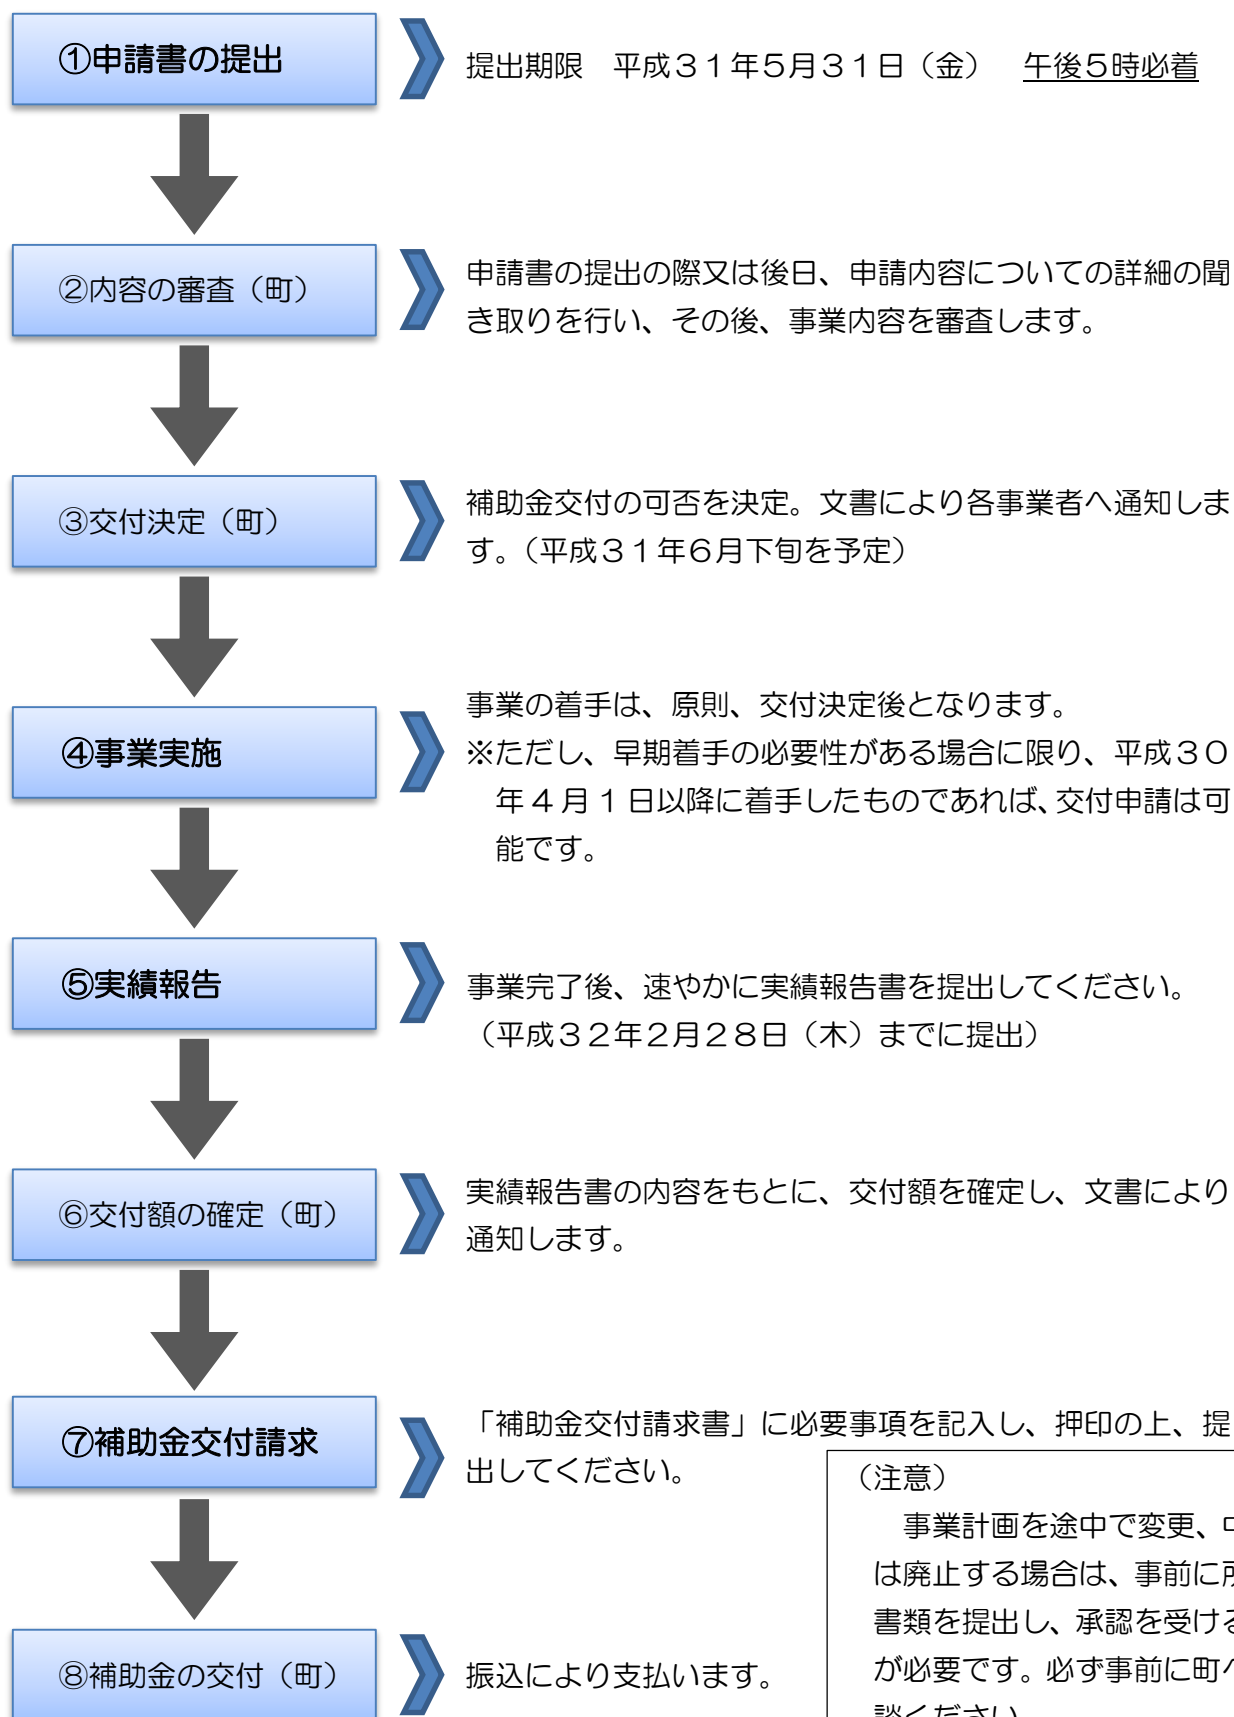 ①申請書の提出
提出期限　平成３１年５月３１日（金）　午後５時必着
②内容の審査（町）
申請書の提出の際又は後日、申請内容についての詳細の聞
き取りを行い、その後、事業内容を審査します。
③交付決定（町）
補助金交付の可否を決定。文書により各事業者へ通知しま
す。（平成３１年６月下旬を予定）
④事業実施
事業の着手は、原則、交付決定後となります。
※ただし、早期着手の必要性がある場合に限り、平成３０
年４月１日以降に着手したものであれば、交付申請は可
能です。
⑤実績報告
事業完了後、速やかに実績報告書を提出してください。
（平成３２年２月２８日（木）までに提出）
⑥交付額の確定（町）
実績報告書の内容をもとに、交付額を確定し、文書により
通知します。
⑦補助金交付請求
「補助金交付請求書」に必要事項を記入し、押印の上、提
出してください。
⑧補助金の交付（町）
振込により支払います。
（注意）
事業計画を途中で変更、
は廃止する場合は、事前に
書類を提出し、承認を受ける
が必要です。必ず事前に町へ
談ください